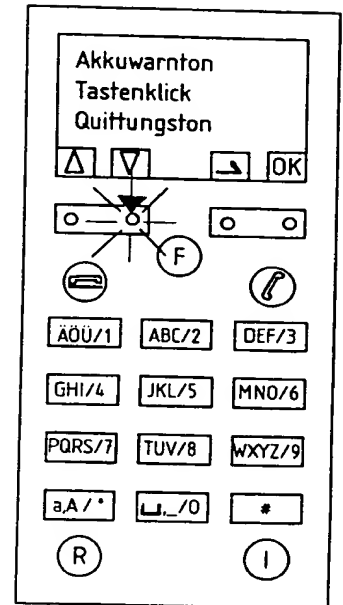 Akkuwarnton
Tastenklick
Quittungston
OK
F
ÄÖÜ/1 ABC/2 DEF/3
GHI/4 JKL/5 MNO/6
PQRS/7 TUV/8 WXYZ/9
a,A/* ⎵,_/0 #
R I